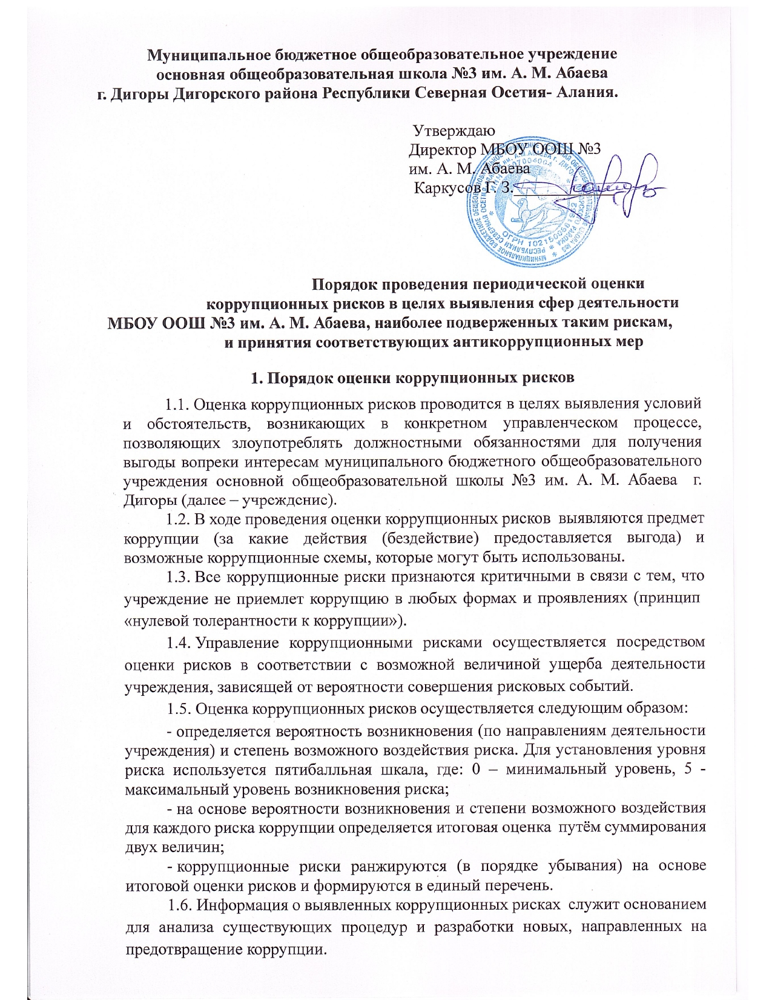 Муниципальное бюджетное общеобразовательное учреждение
основная общеобразовательная школа №3 им. А. М. Абаева
г. Дигоры Дигорского района Республики Северная Осетия- Алания.
Утверждаю
Директор МБОУ ООШ №3
им. А. М. Абаева
Каркусов Г. З.
Порядок проведения периодической оценки
коррупционных рисков в целях выявления сфер деятельности
МБОУ ООШ №3 им. А. М. Абаева, наиболее подверженных таким рискам,
и принятия соответствующих антикоррупционных мер
1. Порядок оценки коррупционных рисков
1.1. Оценка коррупционных рисков проводится в целях выявления условий
и обстоятельств, возникающих в конкретном управленческом процессе,
позволяющих злоупотреблять должностными обязанностями для получения
выгоды вопреки интересам муниципального бюджетного общеобразовательного
учреждения основной общеобразовательной школы №3 им. А. М. Абаева г.
Дигоры (далее – учреждение).
1.2. В ходе проведения оценки коррупционных рисков выявляются предмет
коррупции (за какие действия (бездействие) предоставляется выгода) и
возможные коррупционные схемы, которые могут быть использованы.
1.3. Все коррупционные риски признаются критичными в связи с тем, что
учреждение не приемлет коррупцию в любых формах и проявлениях (принцип
«нулевой толерантности к коррупции»).
1.4. Управление коррупционными рисками осуществляется посредством
оценки рисков в соответствии с возможной величиной ущерба деятельности
учреждения, зависящей от вероятности совершения рисковых событий.
1.5. Оценка коррупционных рисков осуществляется следующим образом:
- определяется вероятность возникновения (по направлениям деятельности
учреждения) и степень возможного воздействия риска. Для установления уровня
риска используется пятибалльная шкала, где: 0 – минимальный уровень, 5 -
максимальный уровень возникновения риска;
- на основе вероятности возникновения и степени возможного воздействия
для каждого риска коррупции определяется итоговая оценка путём суммирования
двух величин;
- коррупционные риски ранжируются (в порядке убывания) на основе
итоговой оценки рисков и формируются в единый перечень.
1.6. Информация о выявленных коррупционных рисках служит основанием
для анализа существующих процедур и разработки новых, направленных на
предотвращение коррупции.